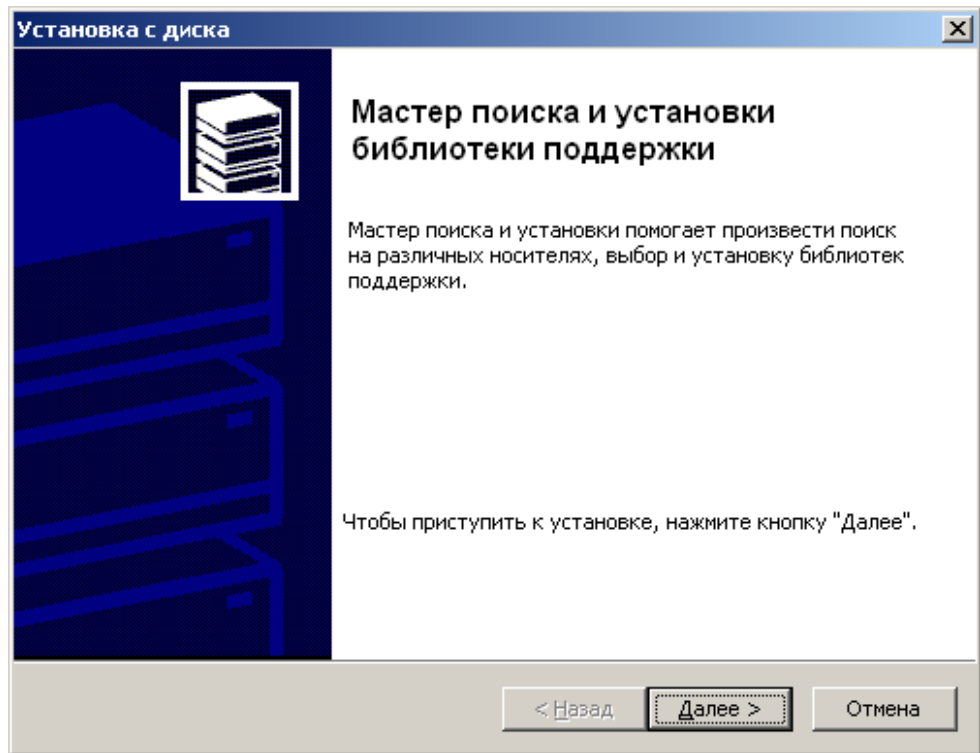 Установка с диска
Мастер поиска и установки
библиотеки поддержки
Мастер поиска и установки помогает произвести поиск
на различных носителях, выбор и установку библиотек
поддержки.
Чтобы приступить к установке, нажмите кнопку "Далее".
< Назад
Далее >
Отмена